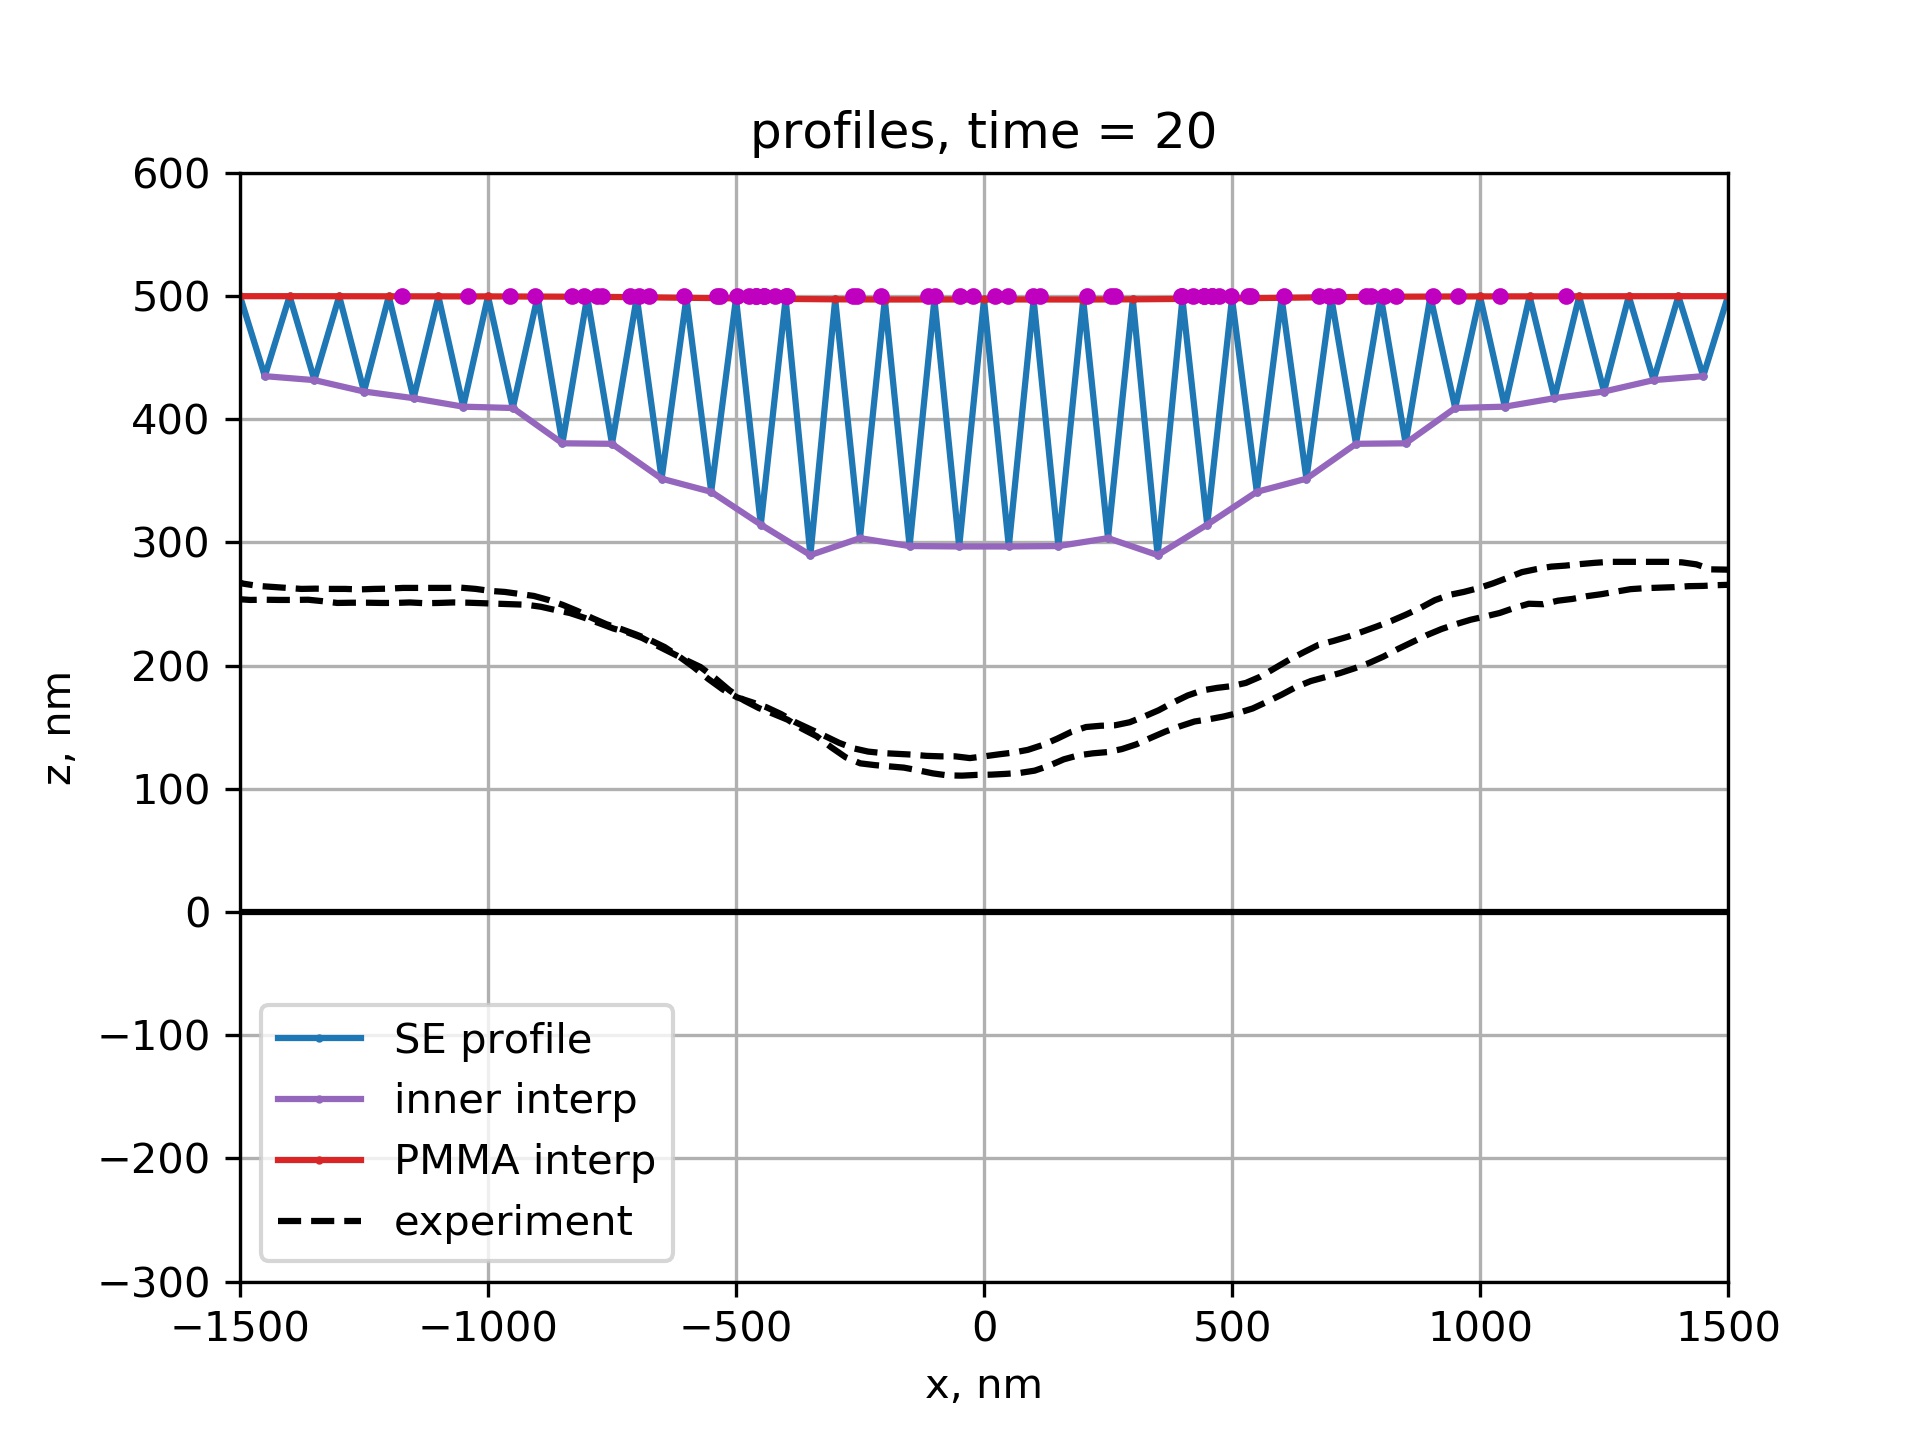 profiles, time = 20
600
500
400
300
200
100
0
−100
−200
−300
z, nm
SE profile
inner interp
PMMA interp
experiment
−1500 −1000 −500 0 500 1000 1500
x, nm